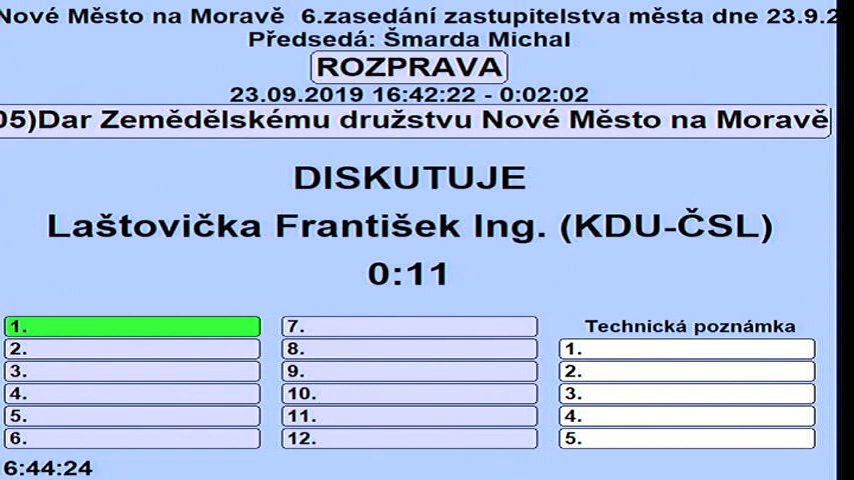 Nové Město na Moravě 6.zasedání zastupitelstva města dne 23.9.2
Předsedá: Šmarda Michal
ROZPRAVA
23.09.2019 16:42:22 - 0:02:02
05)Dar Zemědělskému družstvu Nové Město na Moravě
DISKUTUJE
Laštovička František Ing. (KDU-ČSL)
0:11
1.
2.
3.
4.
5.
6.
7.
8.
9.
10.
11.
12.
Technická poznámka
1.
2.
3.
4.
5.
6:44:24